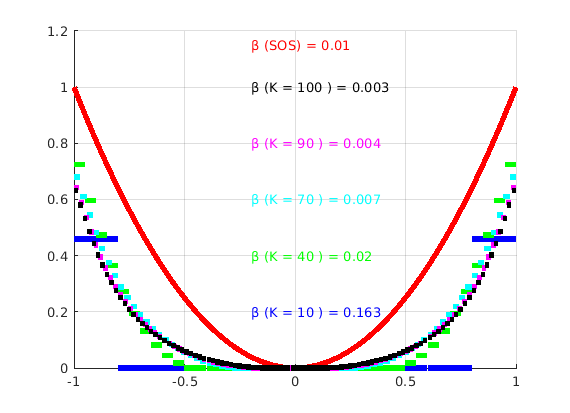 1.2
β (SOS) = 0.01
1
β (K = 100 ) = 0.003
0.8
β (K = 90 ) = 0.004
0.6
β (K = 70 ) = 0.007
0.4
β (K = 40 ) = 0.02
0.2
β (K = 10 ) = 0.163
0
-1
-0.5
0
0.5
1